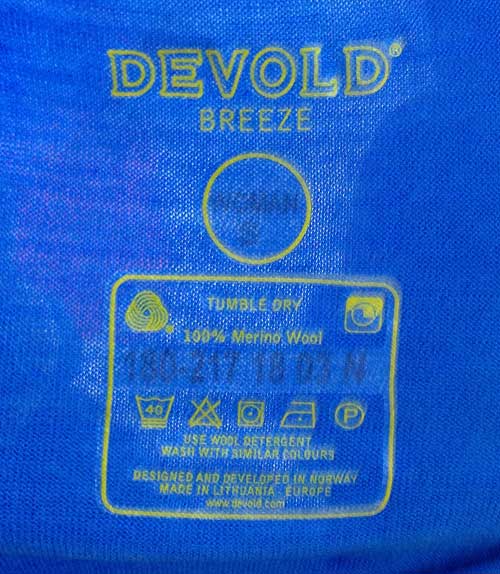 DEVOLD®
BREEZE
WOMAN
S
TUMBLE DRY
100% Merino Wool
180-217 18 03 N
40
P
USE WOOL DETERGENT
WASH WITH SIMILAR COLOURS
DESIGNED AND DEVELOPED IN NORWAY
MADE IN LITHUANIA - EUROPE
www.devold.com